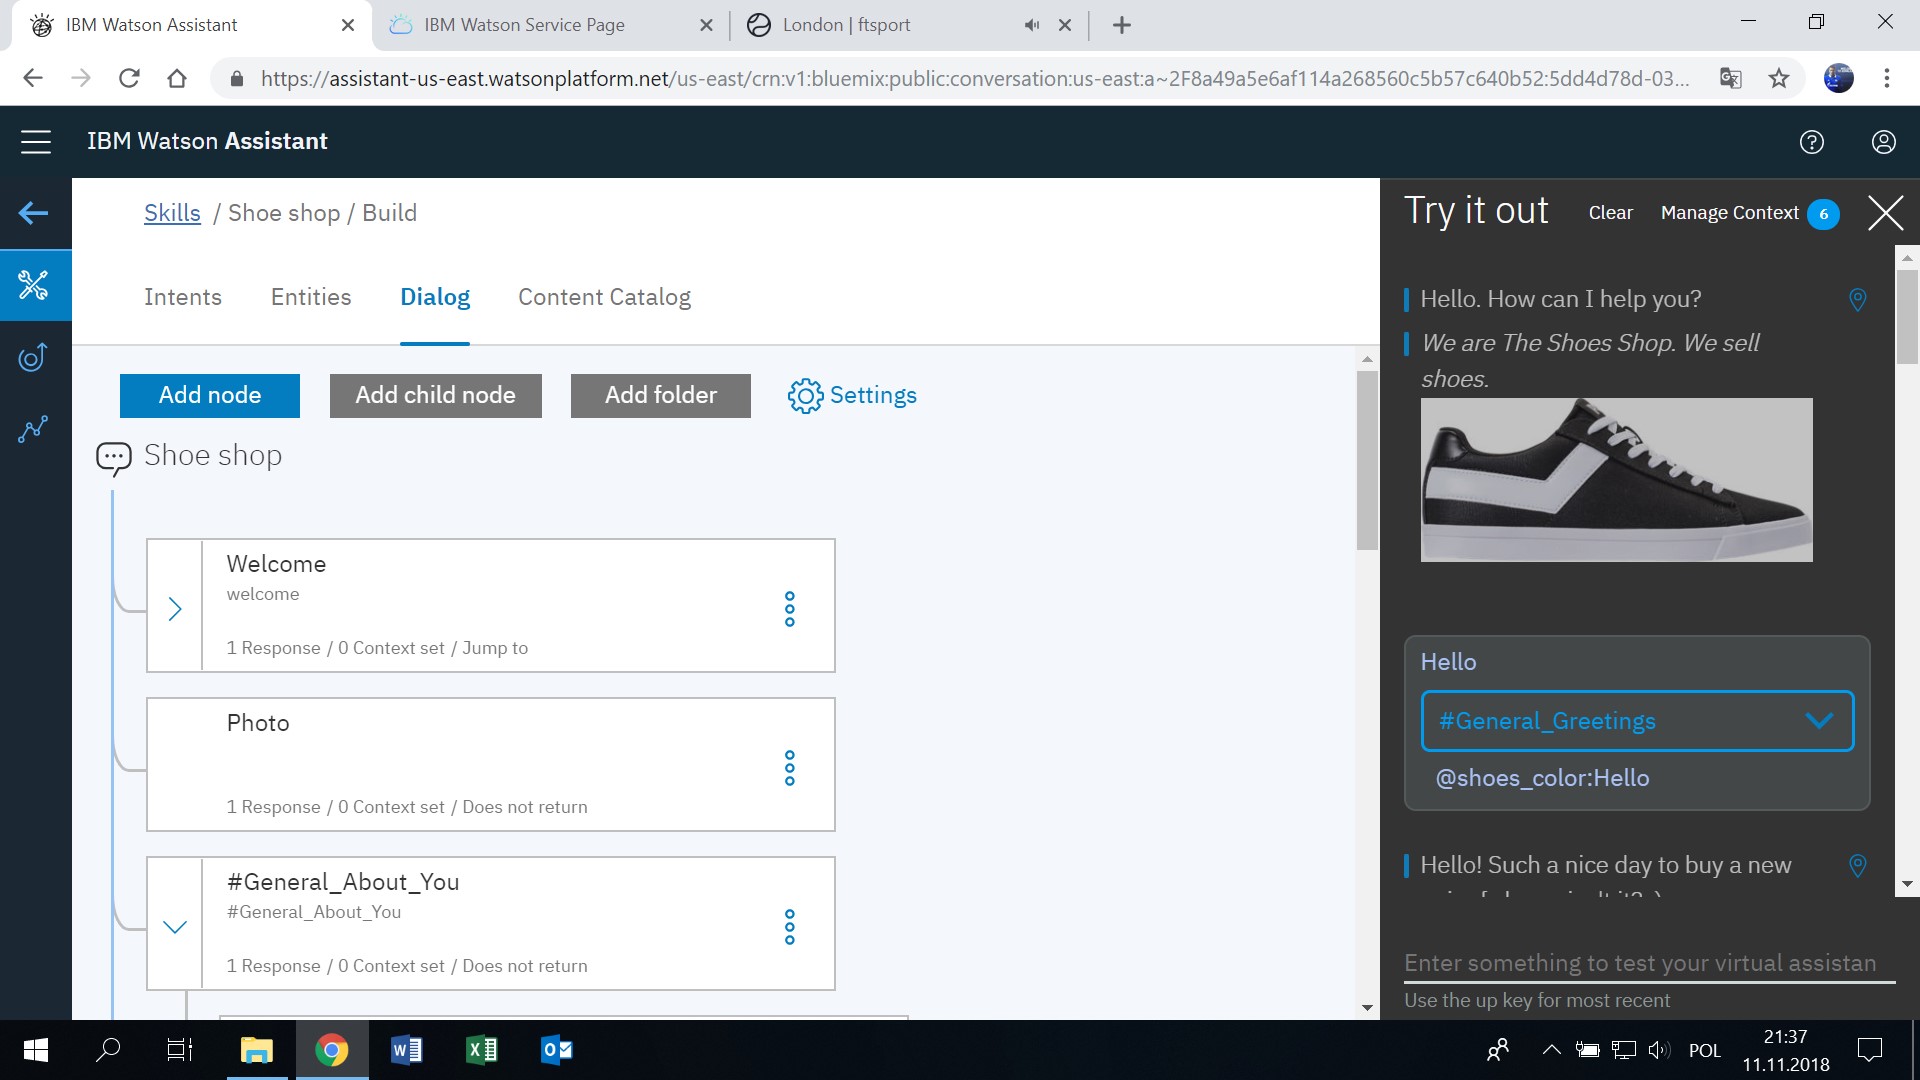 IBM Watson Assistant
IBM Watson Service Page
London | ftsport
https://assistant-us-east.watsonplatform.net/us-east/crn:v1:bluemix:public:conversation:us-east:a~2F8a49a5e6af114a268560c5b57c640b52:5dd4d78d-03...
IBM Watson Assistant
Skills / Shoe shop / Build
Intents
Entities
Dialog
Content Catalog
Add node
Add child node
Add folder
Settings
Shoe shop
Welcome
welcome
1 Response / 0 Context set / Jump to
Photo
1 Response / 0 Context set / Does not return
#General_About_You
#General_About_You
1 Response / 0 Context set / Does not return
Try it out
Clear
Manage Context 6
Hello. How can I help you?
We are The Shoes Shop. We sell
shoes.
Hello
#General_Greetings
@shoes_color:Hello
Hello! Such a nice day to buy a new
Enter something to test your virtual assistan
Use the up key for most recent
POL
21:37
11.11.2018